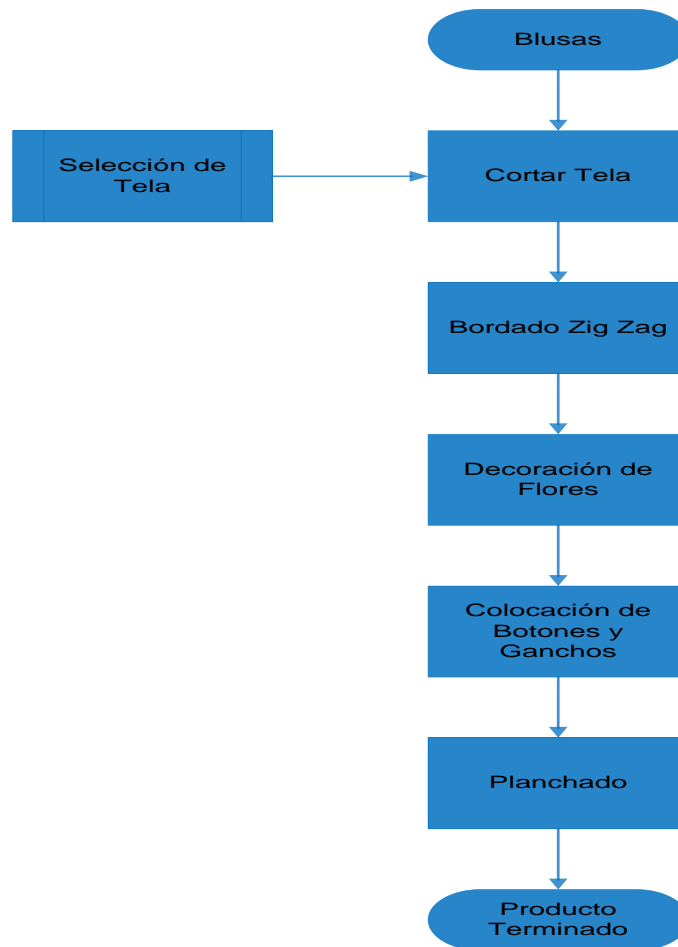 Blusas
Selección de
Tela
Cortar Tela
Bordado Zig Zag
Decoración de
Flores
Colocación de
Botones y
Ganchos
Planchado
Producto
Terminado